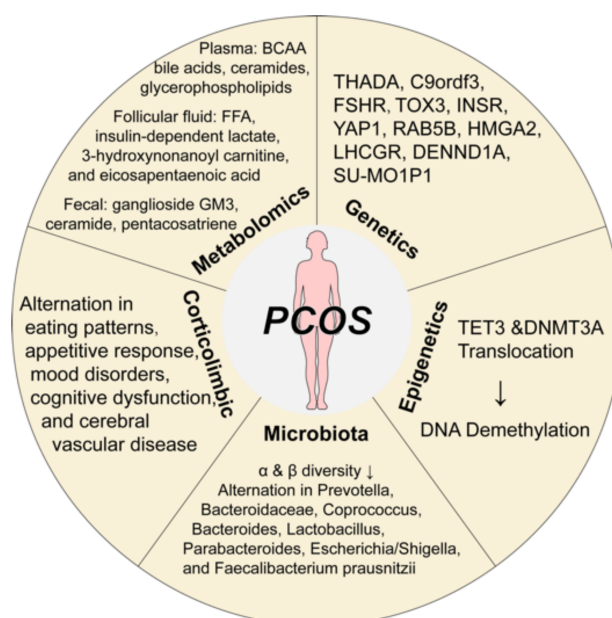 Plasma: BCAA
bile acids, ceramides,
glycerophospholipids
Follicular fluid: FFA,
insulin-dependent lactate,
3-hydroxynonanoyl carnitine,
and eicosapentaenoic acid
Fecal: ganglioside GM3,
ceramide, pentacosatriene
Metabolomics
THADA, C9ordf3,
FSHR, TOX3, INSR,
YAP1, RAB5B, HMGA2,
LHCGR, DENND1A,
SU-MO1P1
Genetics
PCOS
Alternation in
eating patterns,
appetitive response,
mood disorders,
cognitive dysfunction,
and cerebral
vascular disease
Corticolimbic
Epigenetics
TET3 &DNMT3A
Translocation
↓
DNA Demethylation
Microbiota
α & β diversity ↓
Alternation in Prevotella,
Bacteroidaceae, Coprococcus,
Bacteroides, Lactobacillus,
Parabacteroides, Escherichia/Shigella,
and Faecalibacterium prausnitzii